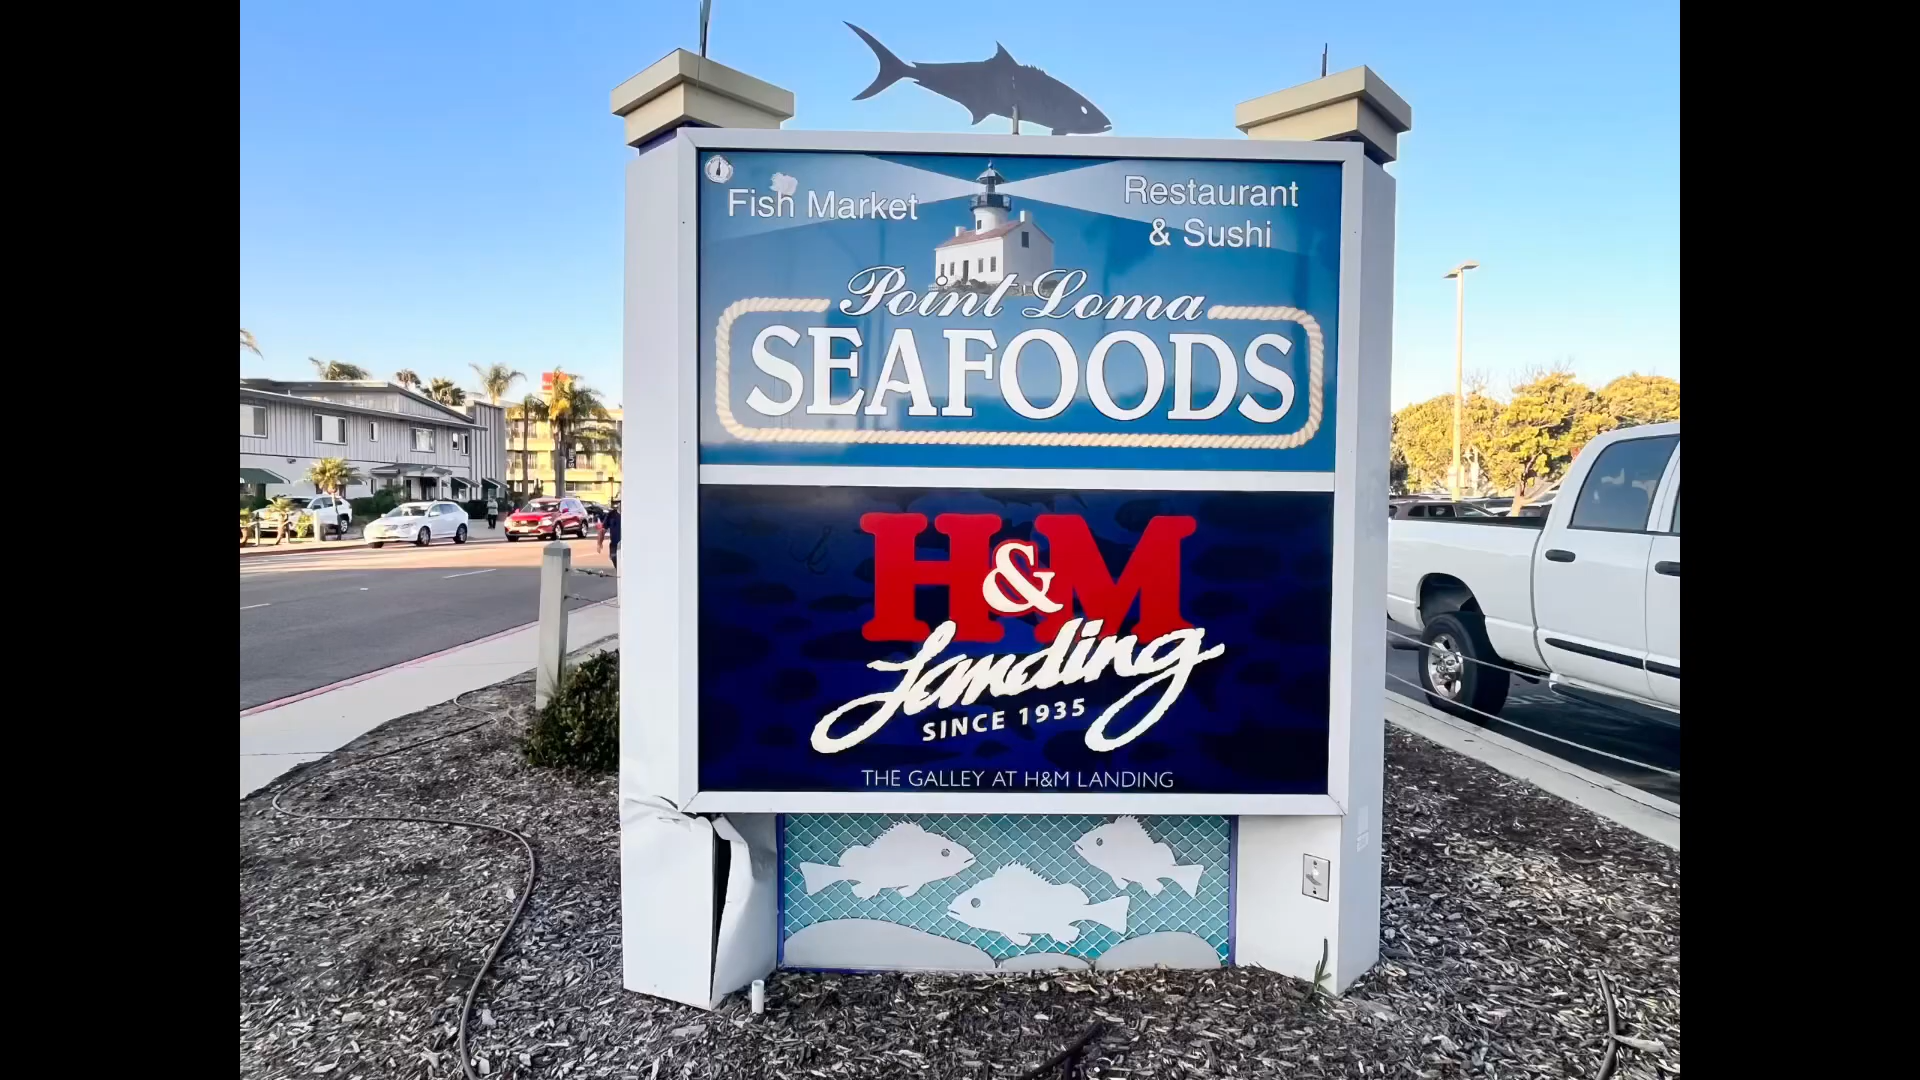 Fish Market
Restaurant
& Sushi
Point Loma
SEAFOODS
H&M
Landing
SINCE 1935
THE GALLEY AT H&M LANDING